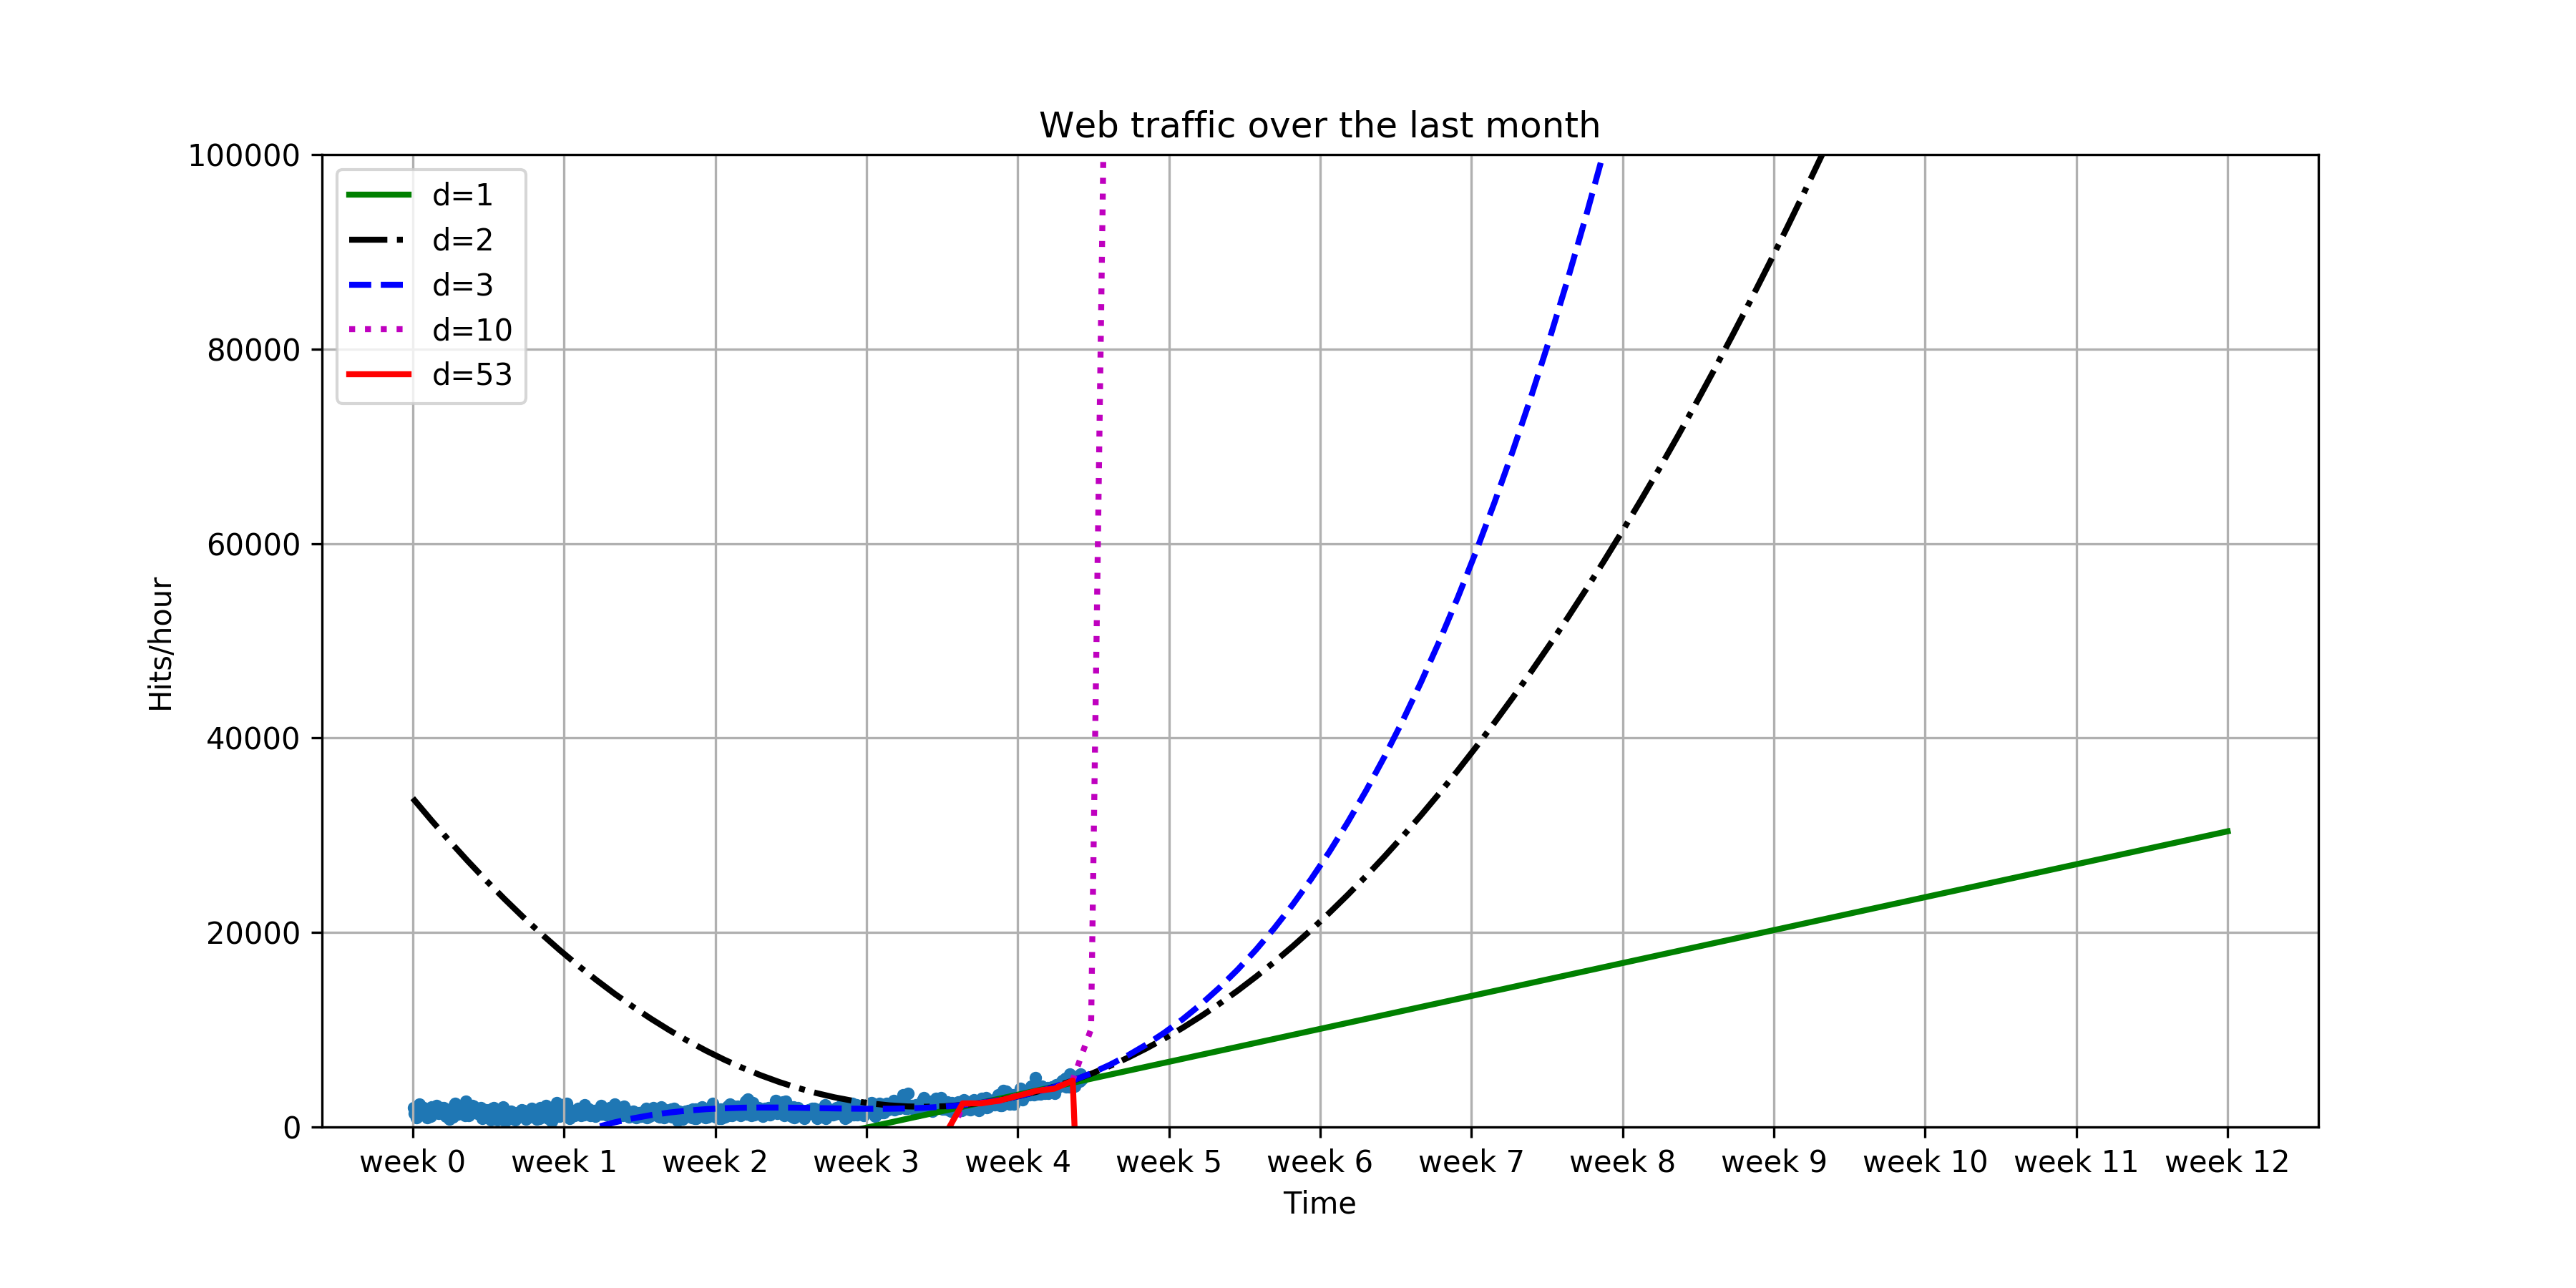 Web traffic over the last month
100000
80000
60000
40000
20000
0
Hits/hour
d=1
d=2
d=3
d=10
d=53
week 0 week 1 week 2 week 3 week 4 week 5 week 6 week 7 week 8 week 9 week 10 week 11 week 12
Time